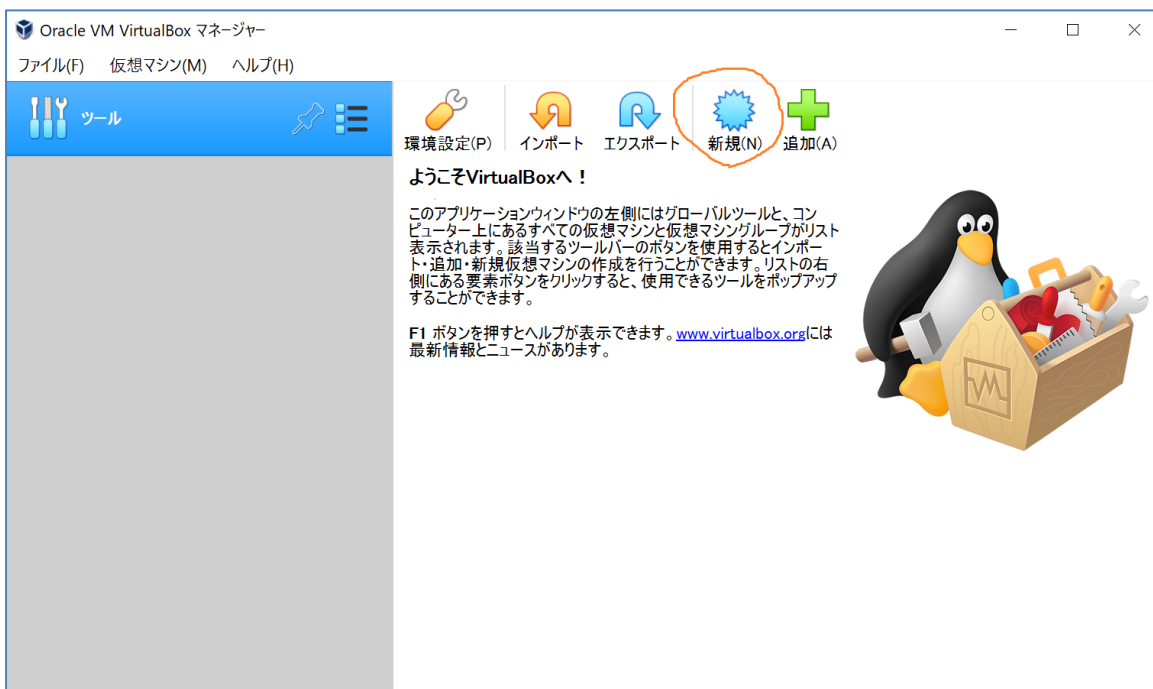 Oracle VM VirtualBox マネージャー
ファイル(F) 仮想マシン(M) ヘルプ(H)
ツール
環境設定(P) インポート エクスポート 新規(N) 追加(A)
ようこそVirtualBoxへ！
このアプリケーションウィンドウの左側にはグローバルツールと、コン
ピューター上にあるすべての仮想マシンと仮想マシングループがリスト
表示されます。該当するツールバーのボタンを使用するとインポー
ト・追加・新規仮想マシンの作成を行うことができます。リストの右
側にある要素ボタンをクリックすると、使用できるツールをポップアップ
することができます。
F1 ボタンを押すとヘルプが表示できます。www.virtualbox.orgには
最新情報とニュースがあります。